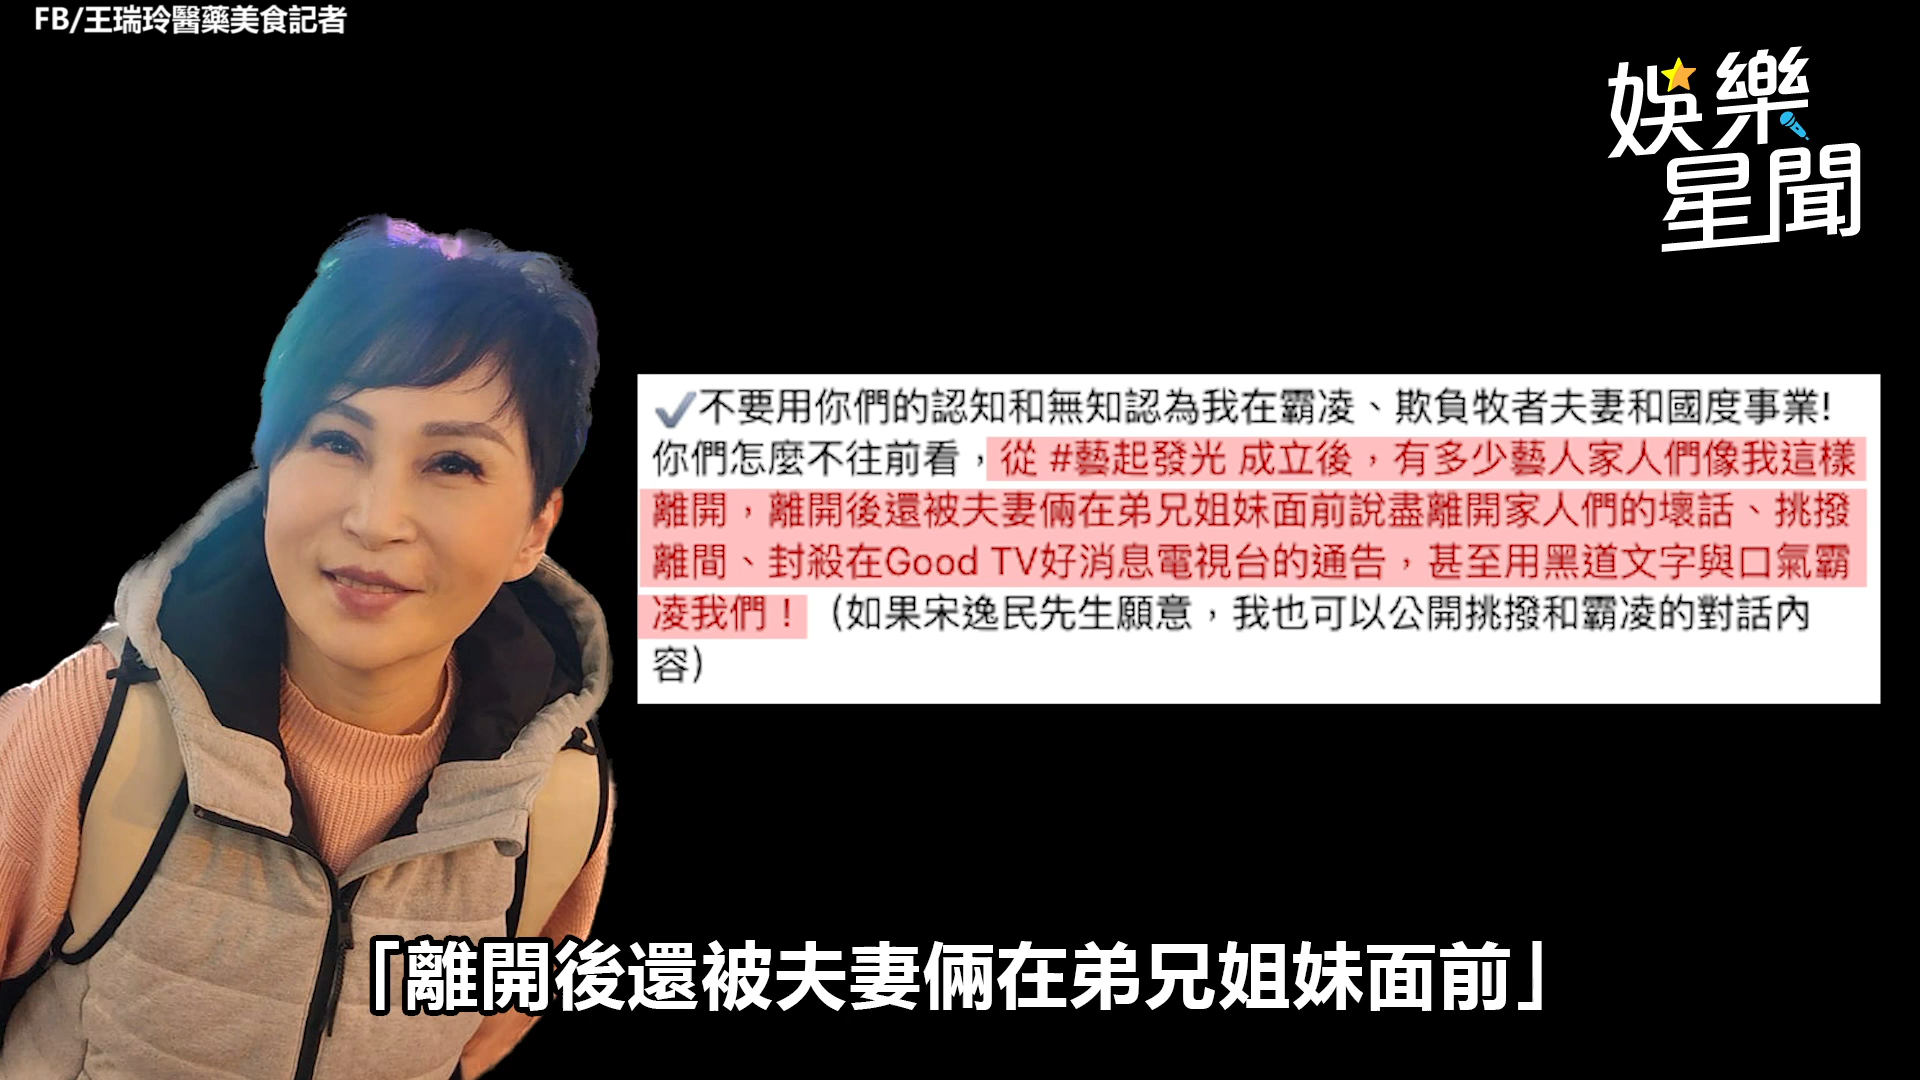 FB/王瑞玲醫藥美食記者
娛樂
星聞
✔不要用你們的認知和無知認為我在霸凌、欺負牧者夫妻和國度事業!
你們怎麼不往前看，從 #藝起發光 成立後，有多少藝人家人們像我這樣
離開，離開後還被夫妻倆在弟兄姐妹面前說盡離開家人們的壞話、挑撥
離間、封殺在Good TV好消息電視台的通告，甚至用黑道文字與口氣霸
凌我們！（如果宋逸民先生願意，我也可以公開挑撥和霸凌的對話內
容）
「離開後還被夫妻倆在弟兄姐妹面前」